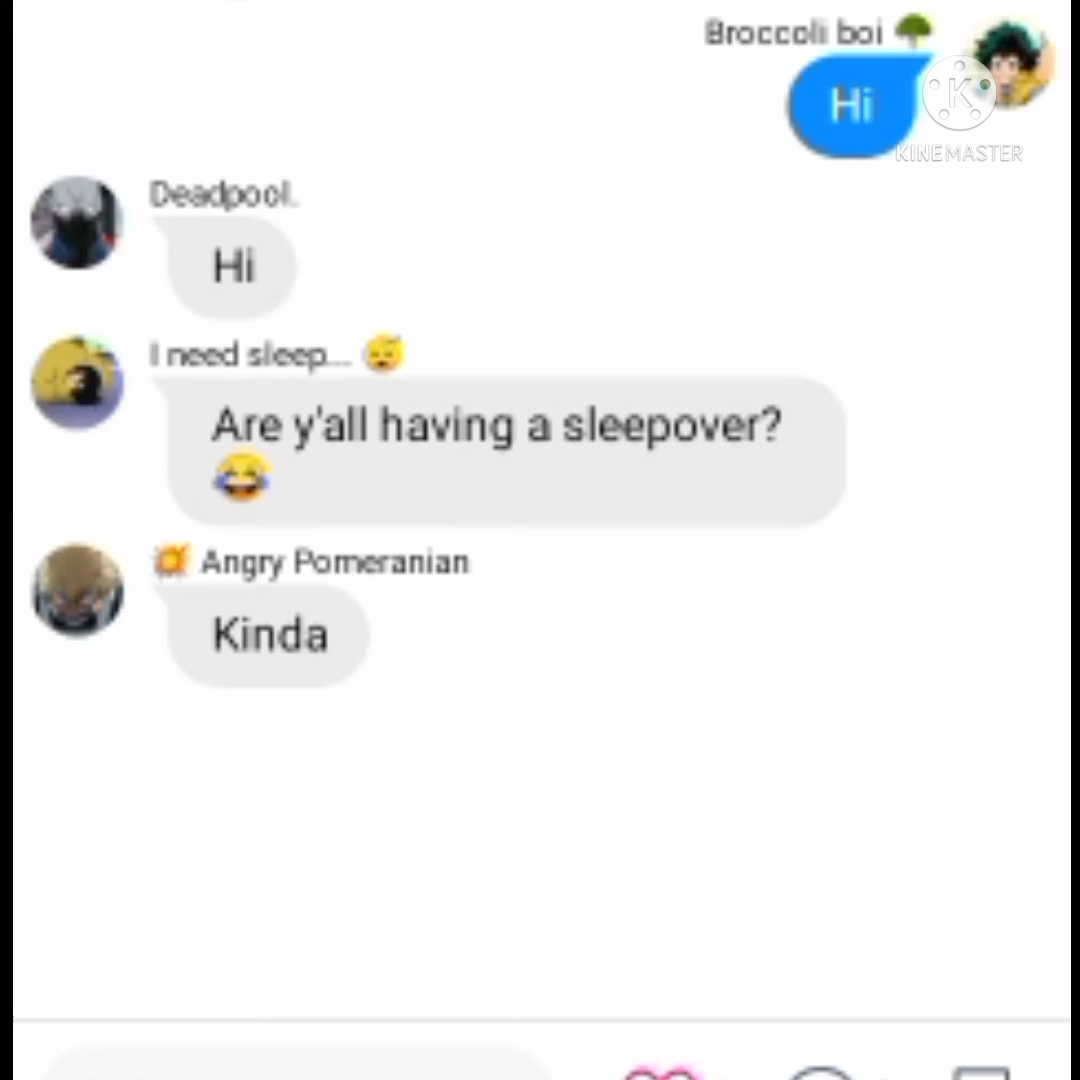 Broccoli boi 🥦
Hi
K
KINEMASTER
Deadpool.
Hi
I need sleep... 😴
Are y'all having a sleepover?
😂
💥 Angry Pomeranian
Kinda